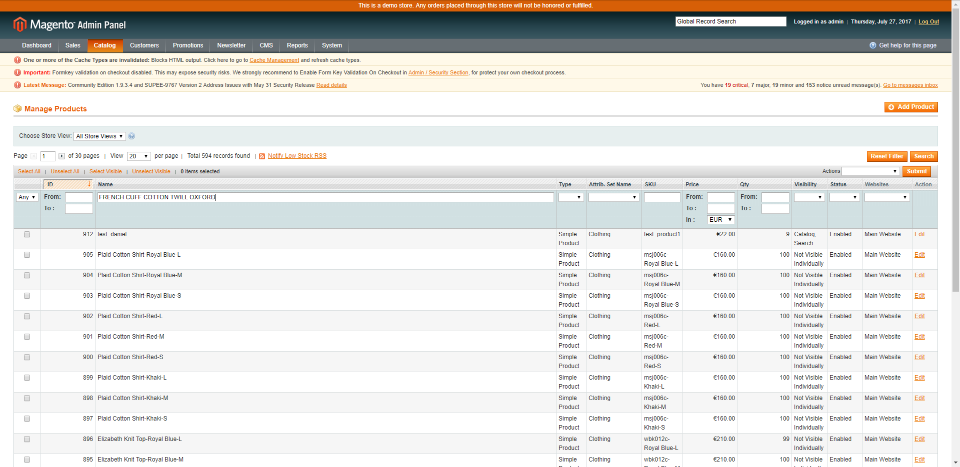 This is a demo store. Any orders placed through this store will not be honored or fulfilled.
Magento Admin Panel
Global Record Search
Logged in as admin | Thursday, July 27, 2017 | Log Out
Dashboard Sales Catalog Customers Promotions Newsletter CMS Reports System
Get help for this page
One or more of the Cache Types are invalidated: Blocks HTML output. Click here to go to Cache Management and refresh cache types.
Important: Formkey validation on checkout disabled. This may expose security risks. We strongly recommend to Enable Form Key Validation On Checkout in Admin / Security Section, for protect your own checkout process.
Latest Message: Community Edition 1.9.3.4 and SUPEE-9767 Version 2 Address Issues with May 31 Security Release Read details
You have 19 critical, 7 major, 19 minor and 153 notice unread message(s). Go to messages inbox
Manage Products
Add Product
Choose Store View: All Store Views
Page 1 of 30 pages | View 20 per page | Total 594 records found | Notify Low Stock RSS
Reset Filter Search
Select All | Unselect All | Select Visible | Unselect Visible | 0 items selected
Actions Submit
ID Name Type Attrib. Set Name SKU Price Qty Visibility Status Websites Action
Any From: FRENCH CUFF COTTON TWILL OXFORD From: From:
To : To : To :
In : EUR
912 test_daniel Simple Product Clothing test_product1 €22.00 9 Catalog, Search Enabled Main Website Edit
905 Plaid Cotton Shirt-Royal Blue-L Simple Product Clothing msj006c-Royal Blue-L €160.00 100 Not Visible Individually Enabled Main Website Edit
904 Plaid Cotton Shirt-Royal Blue-M Simple Product Clothing msj006c-Royal Blue-M €160.00 100 Not Visible Individually Enabled Main Website Edit
903 Plaid Cotton Shirt-Royal Blue-S Simple Product Clothing msj006c-Royal Blue-S €160.00 100 Not Visible Individually Enabled Main Website Edit
902 Plaid Cotton Shirt-Red-L Simple Product Clothing msj006c-Red-L €160.00 100 Not Visible Individually Enabled Main Website Edit
901 Plaid Cotton Shirt-Red-M Simple Product Clothing msj006c-Red-M €160.00 100 Not Visible Individually Enabled Main Website Edit
900 Plaid Cotton Shirt-Red-S Simple Product Clothing msj006c-Red-S €160.00 100 Not Visible Individually Enabled Main Website Edit
899 Plaid Cotton Shirt-Khaki-L Simple Product Clothing msj006c-Khaki-L €160.00 100 Not Visible Individually Enabled Main Website Edit
898 Plaid Cotton Shirt-Khaki-M Simple Product Clothing msj006c-Khaki-M €160.00 100 Not Visible Individually Enabled Main Website Edit
897 Plaid Cotton Shirt-Khaki-S Simple Product Clothing msj006c-Khaki-S €160.00 100 Not Visible Individually Enabled Main Website Edit
896 Elizabeth Knit Top-Royal Blue-L Simple Product Clothing wbk012c-Royal Blue-L €210.00 99 Not Visible Individually Enabled Main Website Edit
895 Elizabeth Knit Top-Royal Blue-M Simple Clothing wbk012c- €210.00 100 Not Visible Enabled Main Website Edit